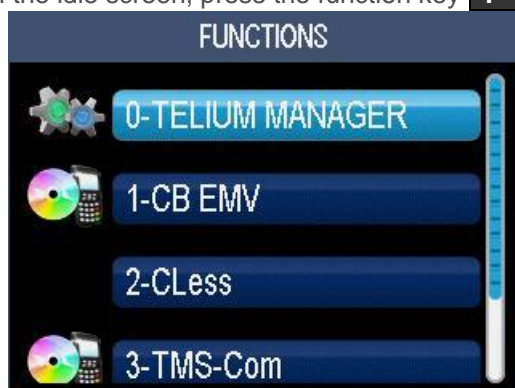 the idle screen, press the function key
FUNCTIONS
0-TELIUM MANAGER
1-CB EMV
2-CLess
3-TMS-Com